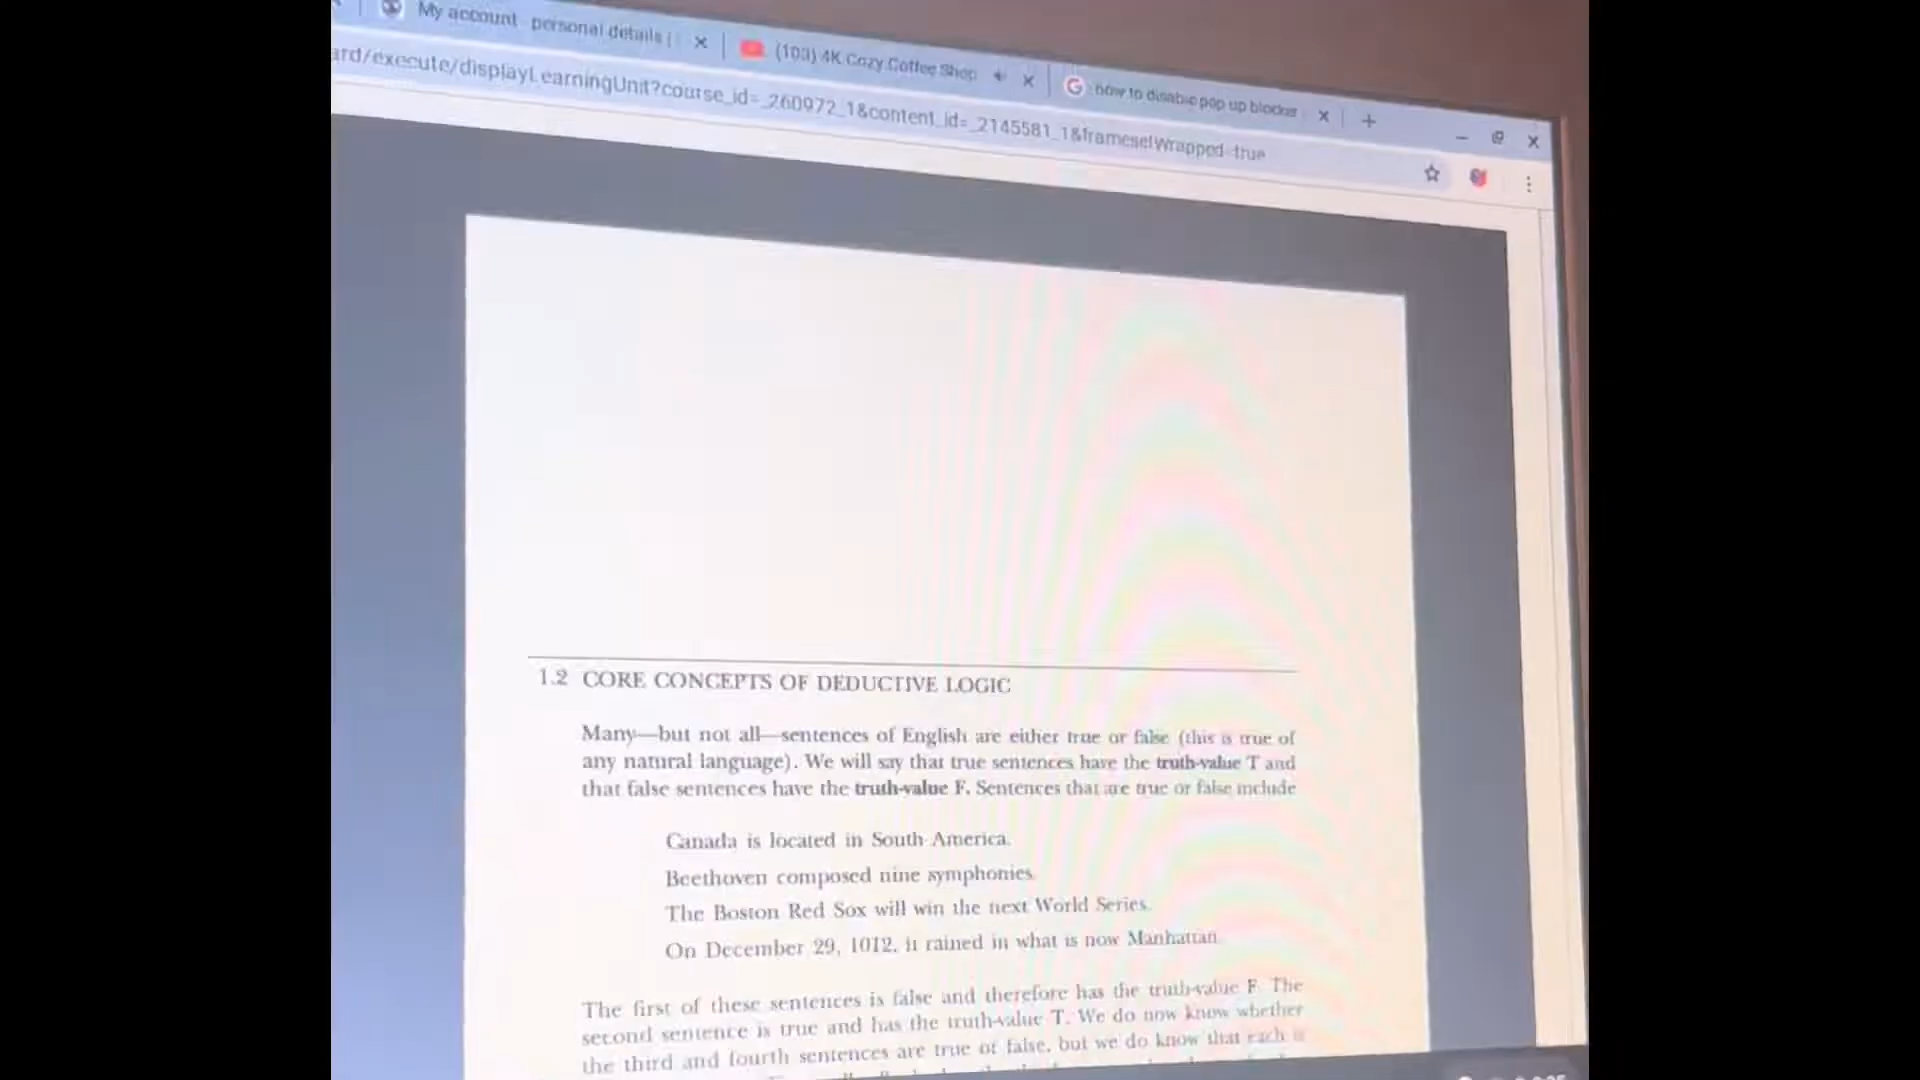 My account personal details
(103) 4K Cozy Coffee Shop
how to disable pop up blocker
ard/execute/displayLearningUnit?course_id=_260972_1&content_id=_2145581_1&framesetWrapped=true
1.2 CORE CONCEPTS OF DEDUCTIVE LOGIC
Many—but not all—sentences of English are either true or false (this is true of
any natural language). We will say that true sentences have the truth-value T and
that false sentences have the truth-value F. Sentences that are true or false include
Canada is located in South America.
Beethoven composed nine symphonies.
The Boston Red Sox will win the next World Series.
On December 29, 1012, it rained in what is now Manhattan.
The first of these sentences is false and therefore has the truth-value F. The
second sentence is true and has the truth-value T. We do now know whether
the third and fourth sentences are true or false, but we do know that each is